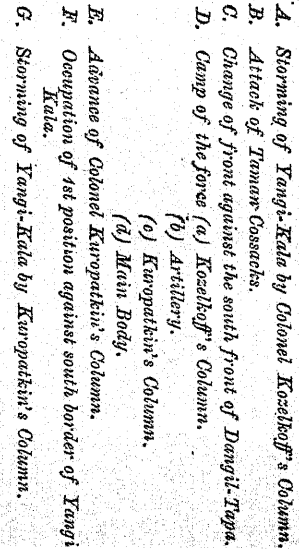 A. Storming of Yangi-Kala by Colonel Kozelkoff's Column.
B. Attack of Taman Cossacks.
C. Change of front against the south front of Dangil-Tapa.
D. Camp of the force (a) Kozelkoff's Column.
(b) Artillery.
(c) Kuropatkin's Column.
(d) Main Body.
E. Advance of Colonel Kuropatkin's Column.
F. Occupation of 1st position against south border of Yangi
Kala.
G. Storming of Yangi-Kala by Kuropatkin's Column.